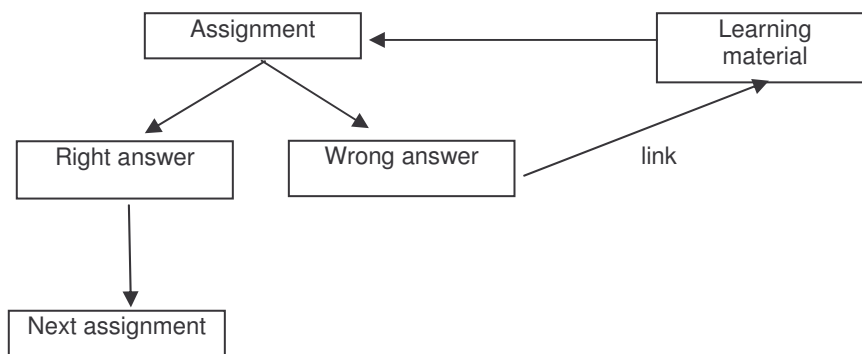 Assignment
Learning
material
Right answer
Wrong answer
link
Next assignment